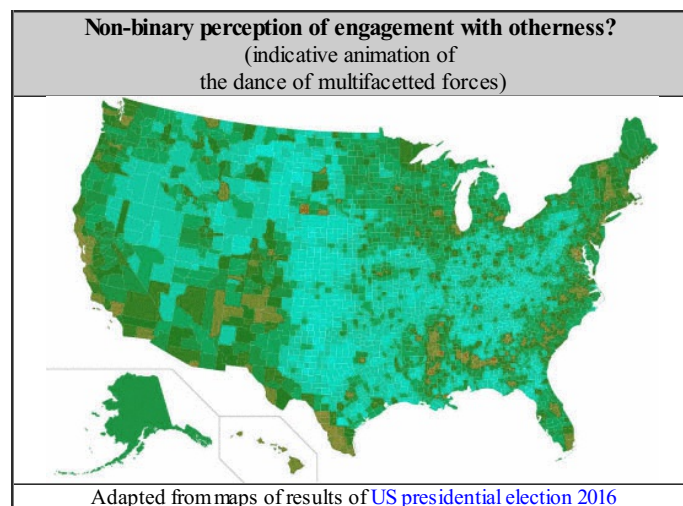 Non-binary perception of engagement with otherness?
(indicative animation of
the dance of multifacetted forces)
Adapted from maps of results of US presidential election 2016